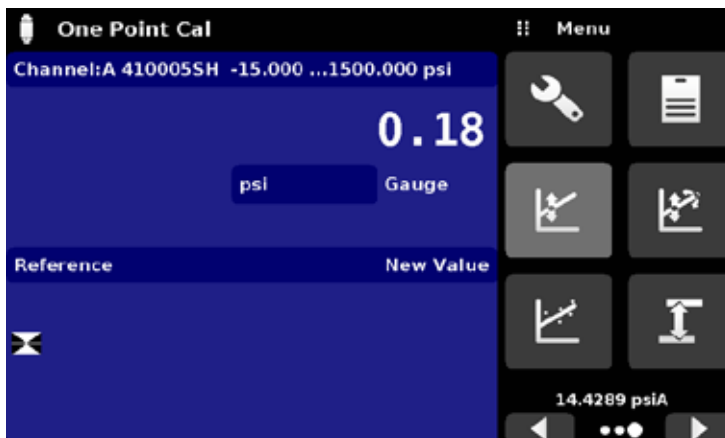 One Point Cal
Menu
Channel:A 410005SH -15.000 ...1500.000 psi
0.18
psi
Gauge
Reference
New Value
14.4289 psiA